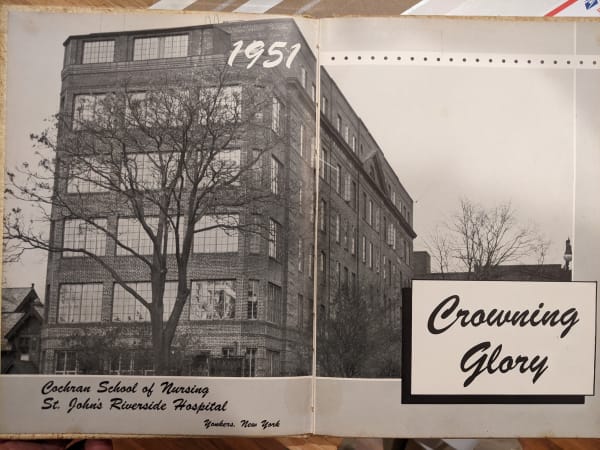 1951
Crowning
Glory
Cochran School of Nursing
St. John's Riverside Hospital
Yonkers, New York